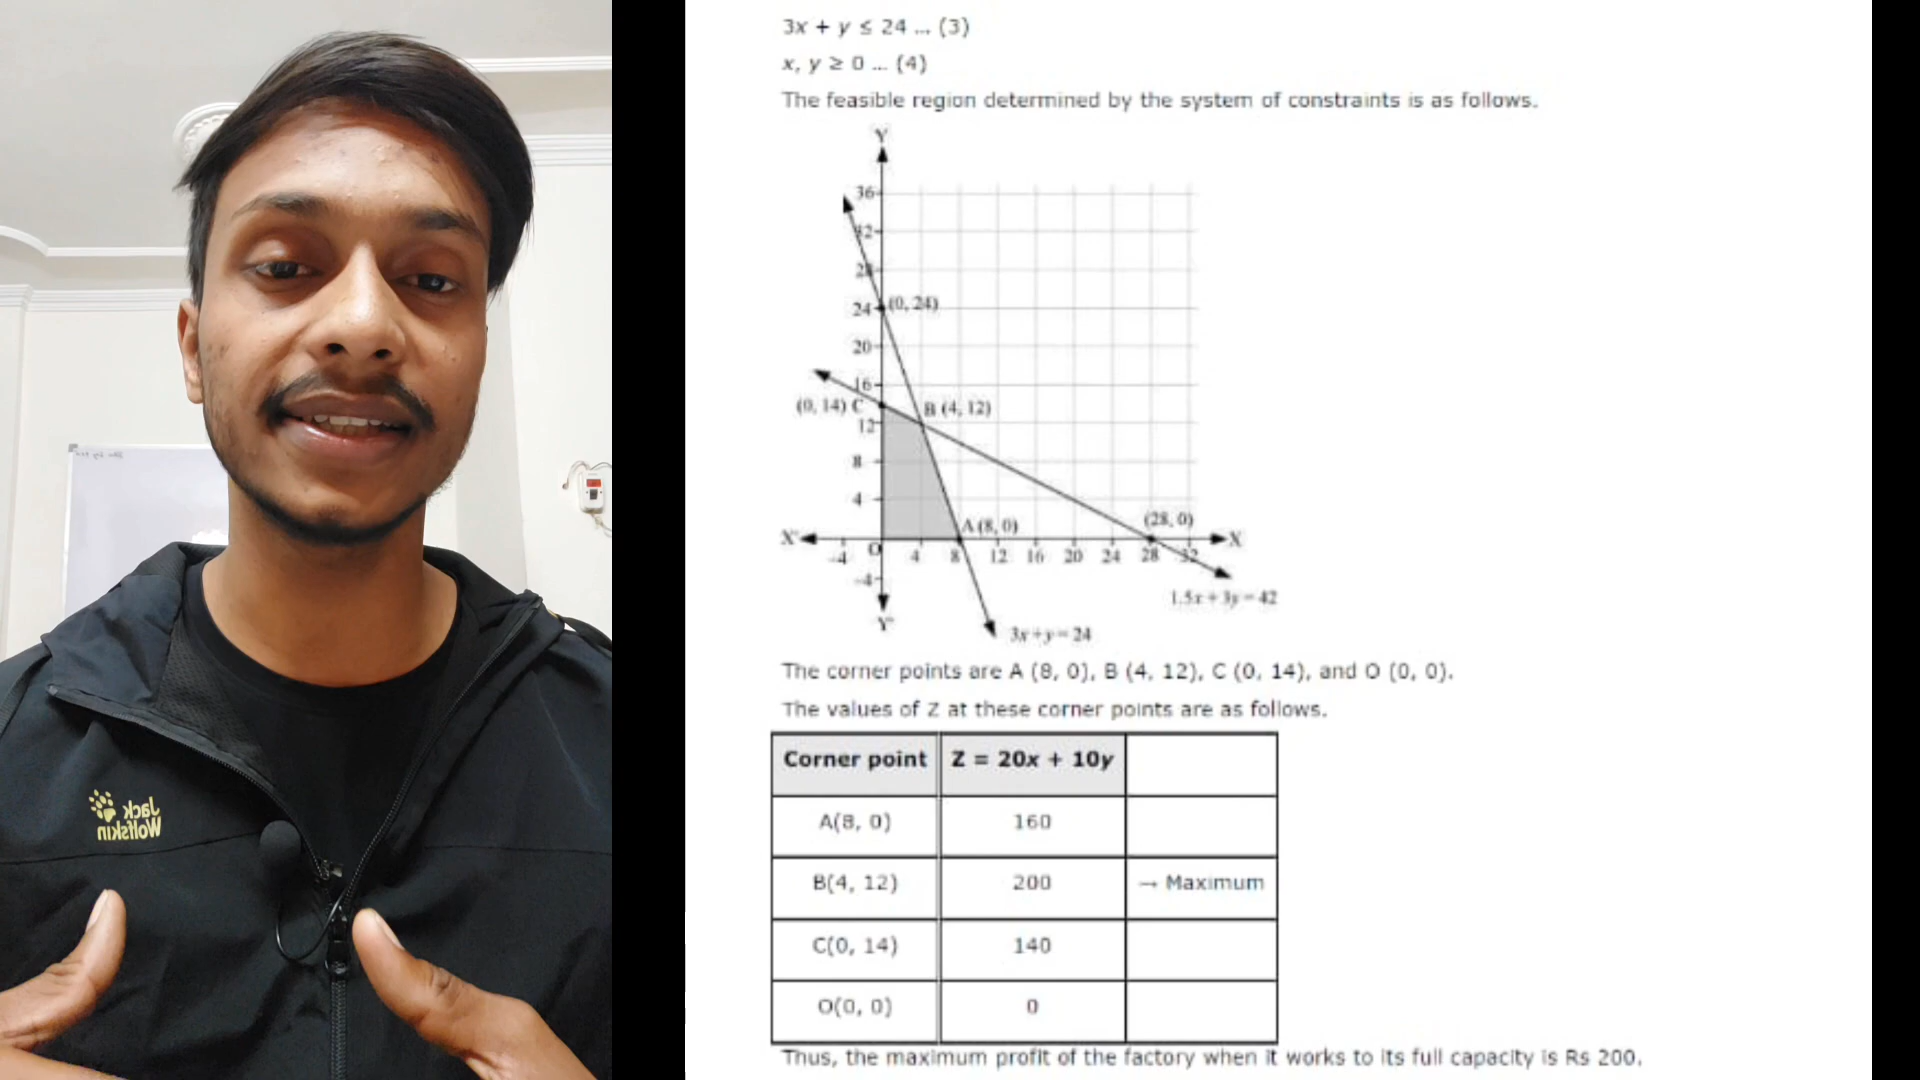 3x + y ≤ 24 ... (3)
x, y ≥ 0 ... (4)
The feasible region determined by the system of constraints is as follows.
Y
36
32
28
24
(0, 24)
20
16
(0, 14) C
B (4, 12)
12
8
4
A (8, 0)
(28, 0)
X'
O
X
-4
4
8
12
16
20
24
28
32
-4
1.5x + 3y = 42
Y'
3x + y = 24
The corner points are A (8, 0), B (4, 12), C (0, 14), and O (0, 0).
The values of Z at these corner points are as follows.
Corner point Z = 20x + 10y
A(8, 0) 160
B(4, 12) 200 → Maximum
C(0, 14) 140
O(0, 0) 0
Thus, the maximum profit of the factory when it works to its full capacity is Rs 200.
Jack
Wolfskin